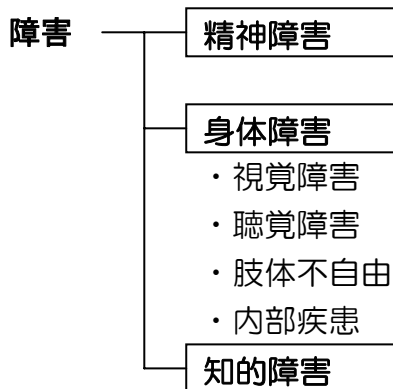 障害
精神障害
身体障害
・視覚障害
・聴覚障害
・肢体不自由
・内部疾患
知的障害